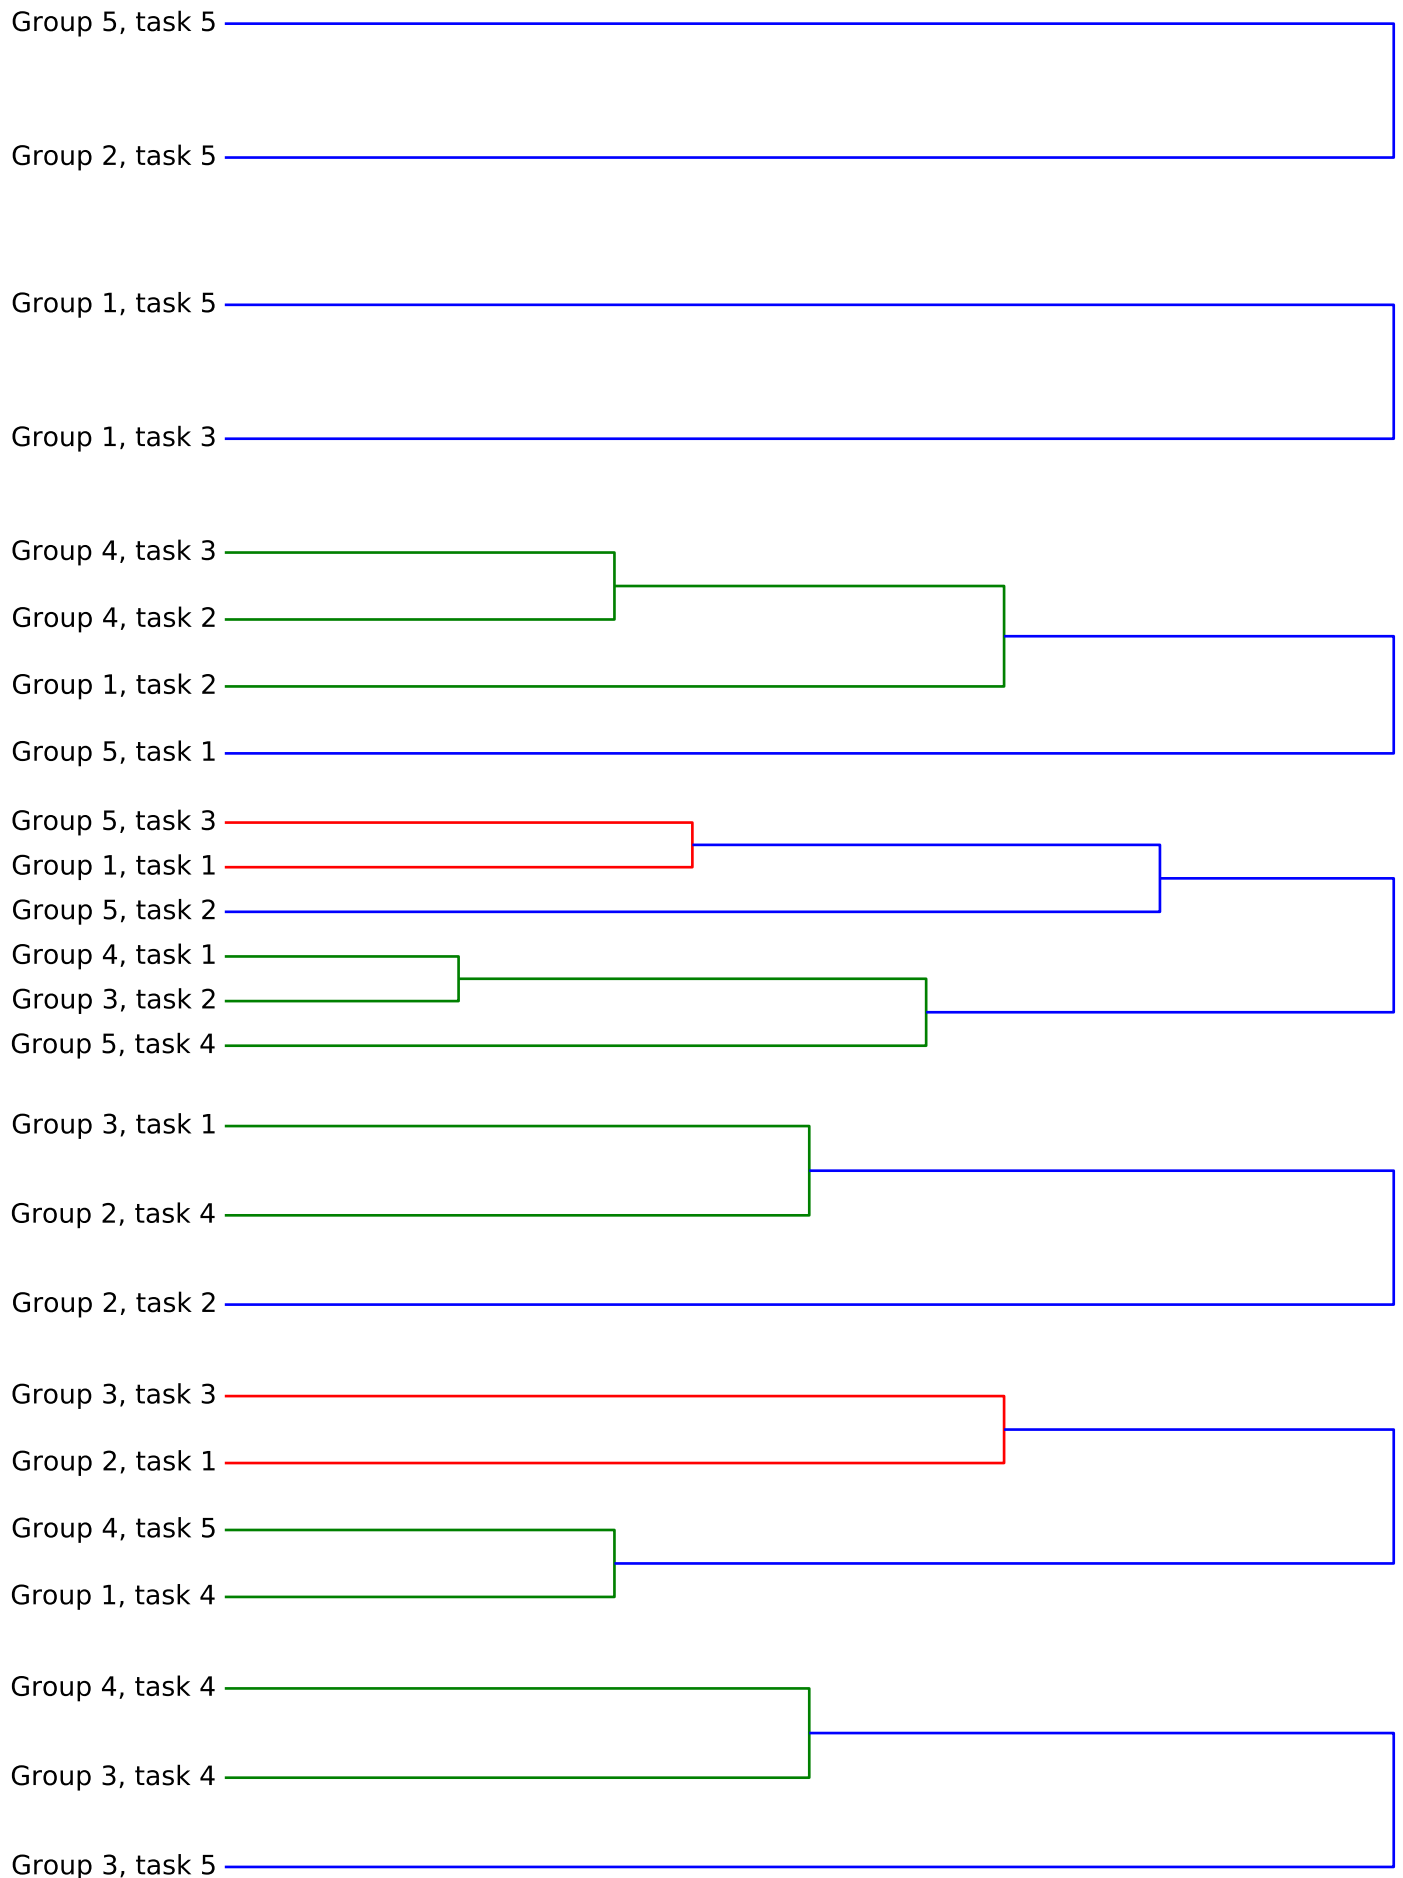 Group 5, task 5
Group 2, task 5
Group 1, task 5
Group 1, task 3
Group 4, task 3
Group 4, task 2
Group 1, task 2
Group 5, task 1
Group 5, task 3
Group 1, task 1
Group 5, task 2
Group 4, task 1
Group 3, task 2
Group 5, task 4
Group 3, task 1
Group 2, task 4
Group 2, task 2
Group 3, task 3
Group 2, task 1
Group 4, task 5
Group 1, task 4
Group 4, task 4
Group 3, task 4
Group 3, task 5